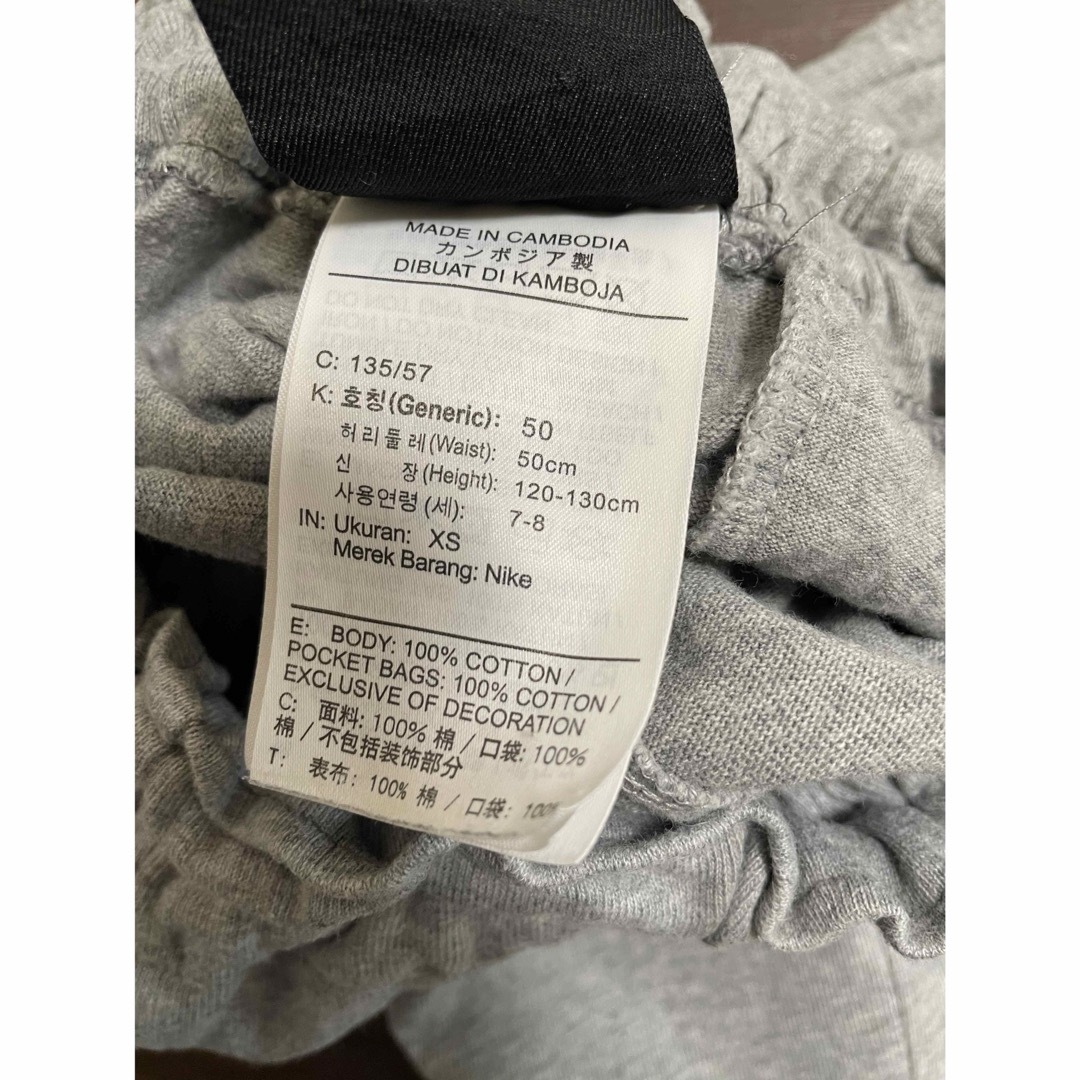 MADE IN CAMBODIA
カンボジア製
DIBUAT DI KAMBOJA
C: 135/57
K: 호칭(Generic): 50
허리둘레(Waist): 50cm
신 장(Height): 120-130cm
사용연령(세): 7-8
IN: Ukuran: XS
Merek Barang: Nike
E: BODY: 100% COTTON /
POCKET BAGS: 100% COTTON /
EXCLUSIVE OF DECORATION
C: 面料: 100% 棉 / 口袋: 100%
棉 / 不包括装饰部分
T: 表布: 100% 棉 / 口袋: 100%